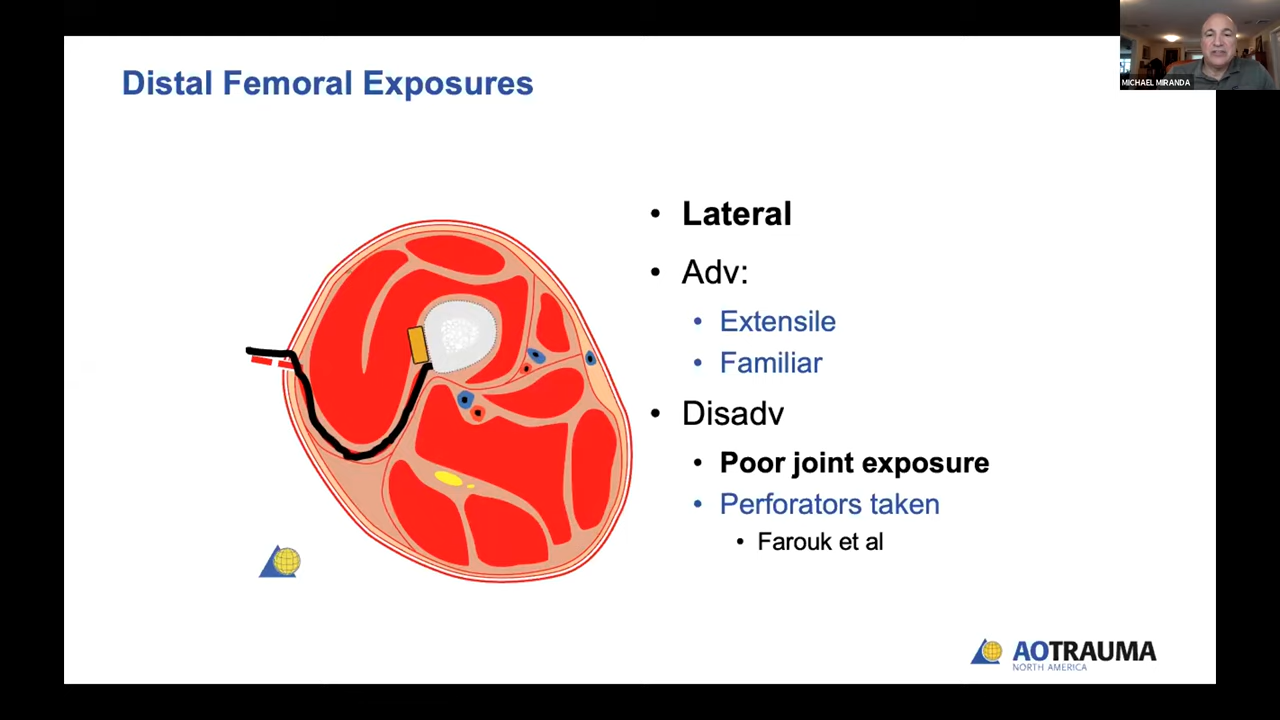 MICHAEL MIRANDA
Distal Femoral Exposures
• Lateral
• Adv:
• Extensile
• Familiar
• Disadv
• Poor joint exposure
• Perforators taken
• Farouk et al
AOTRAUMA
NORTH AMERICA